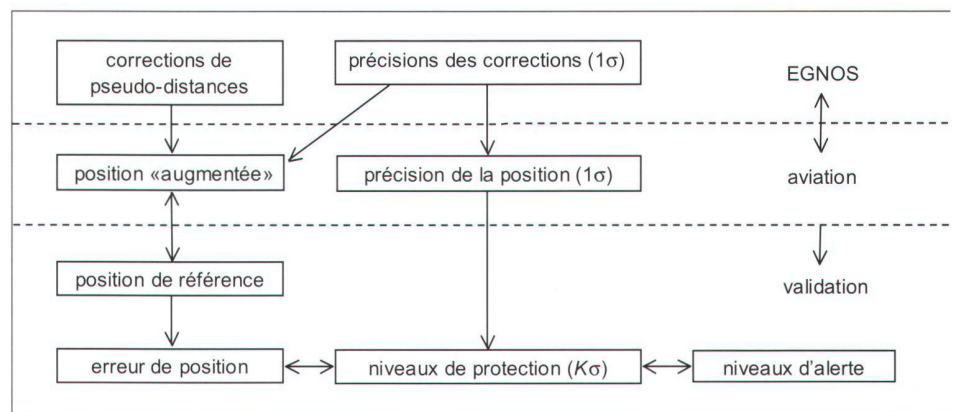 corrections de
pseudo-distances
précisions des corrections (1σ)
EGNOS
position «augmentée»
précision de la position (1σ)
aviation
position de référence
validation
erreur de position
niveaux de protection (Kσ)
niveaux d'alerte